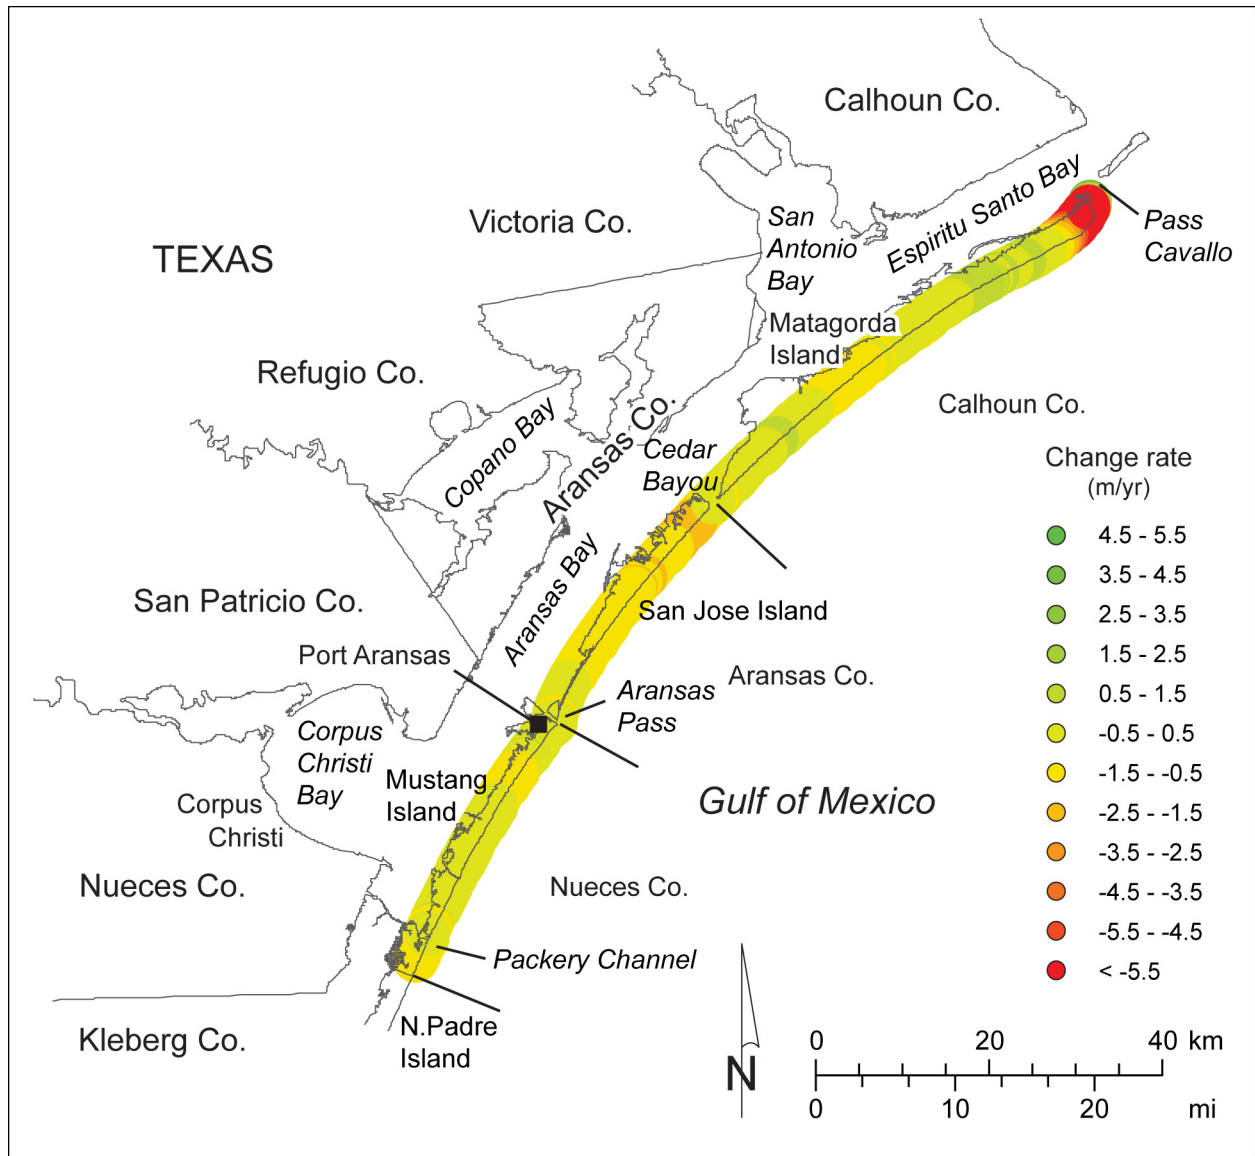 Calhoun Co.
Victoria Co.
San
Antonio
Bay
Espiritu Santo Bay
Pass
Cavallo
TEXAS
Matagorda
Island
Refugio Co.
Calhoun Co.
Copano Bay
Aransas Co.
Cedar
Bayou
Change rate
(m/yr)
4.5 - 5.5
3.5 - 4.5
2.5 - 3.5
1.5 - 2.5
0.5 - 1.5
-0.5 - 0.5
-1.5 - -0.5
-2.5 - -1.5
-3.5 - -2.5
-4.5 - -3.5
-5.5 - -4.5
< -5.5
San Patricio Co.
Aransas Bay
San Jose Island
Port Aransas
Aransas Co.
Aransas
Pass
Corpus
Christi
Bay
Mustang
Island
Gulf of Mexico
Corpus
Christi
Nueces Co.
Nueces Co.
Packery Channel
N.Padre
Island
Kleberg Co.
N
0 20 40 km
0 10 20 mi